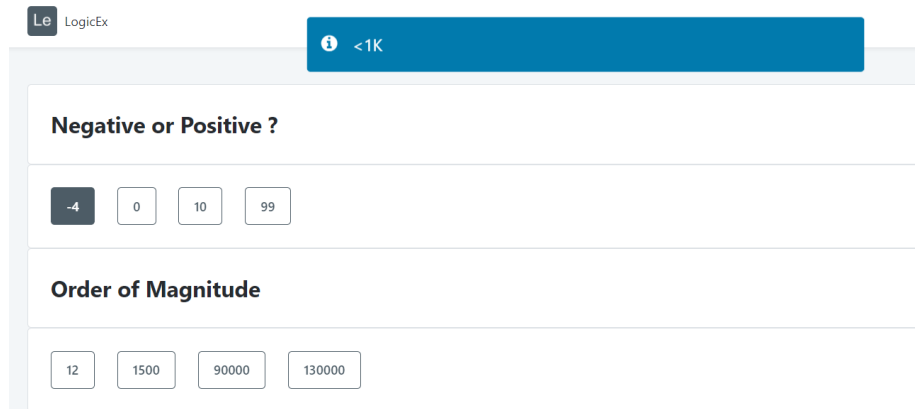 Le LogicEx
<1K
Negative or Positive ?
-4 0 10 99
Order of Magnitude
12 1500 90000 130000